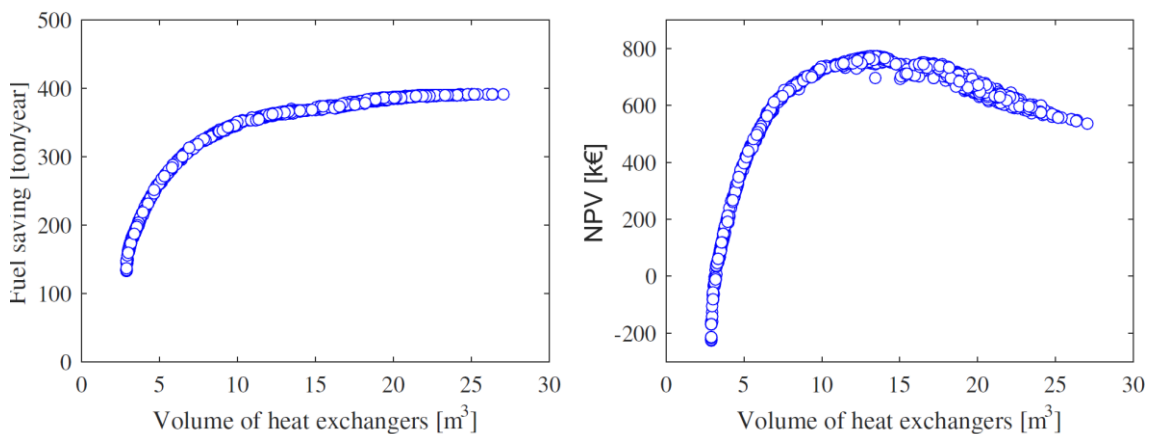 Fuel saving [ton/year]
500
400
300
200
100
0
0 5 10 15 20 25 30
Volume of heat exchangers [m³]
NPV [k€]
800
600
400
200
0
-200
0 5 10 15 20 25 30
Volume of heat exchangers [m³]